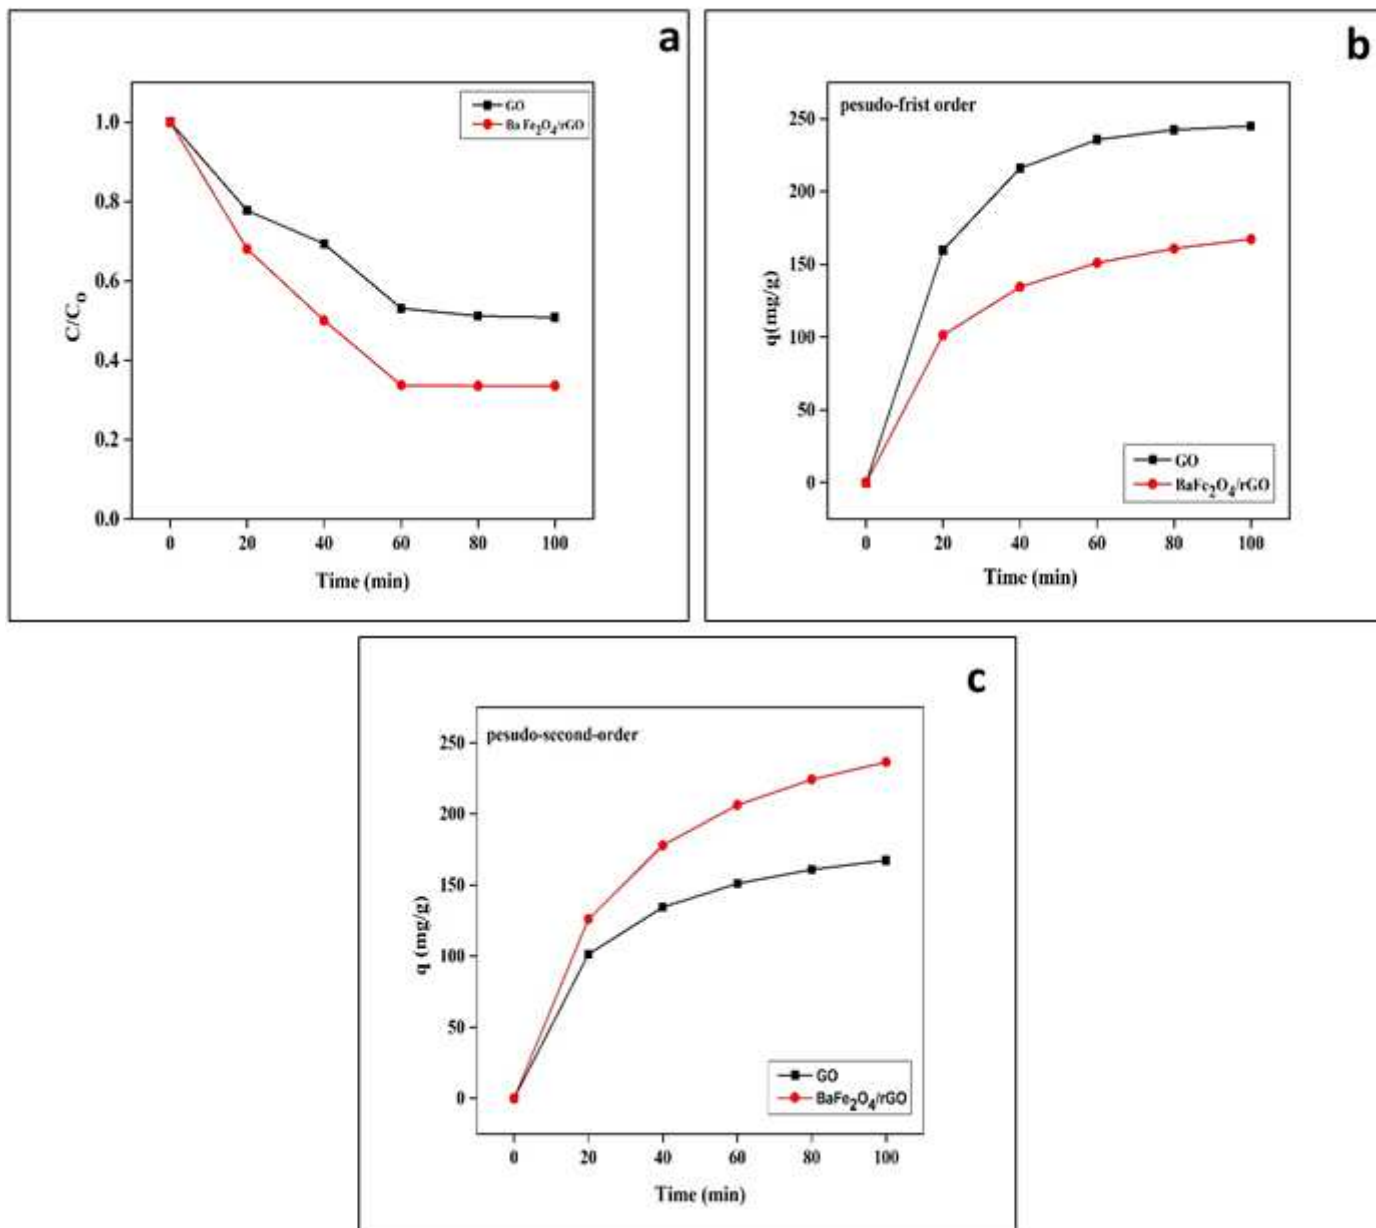 a
GO
Ba Fe2O4/rGO
1.0
0.8
0.6
0.4
0.2
0.0
C/Co
0 20 40 60 80 100
Time (min)
b
pesudo-frist order
250
200
150
100
50
0
q(mg/g)
GO
BaFe2O4/rGO
0 20 40 60 80 100
Time (min)
c
pesudo-second-order
250
200
150
100
50
0
q (mg/g)
GO
BaFe2O4/rGO
0 20 40 60 80 100
Time (min)